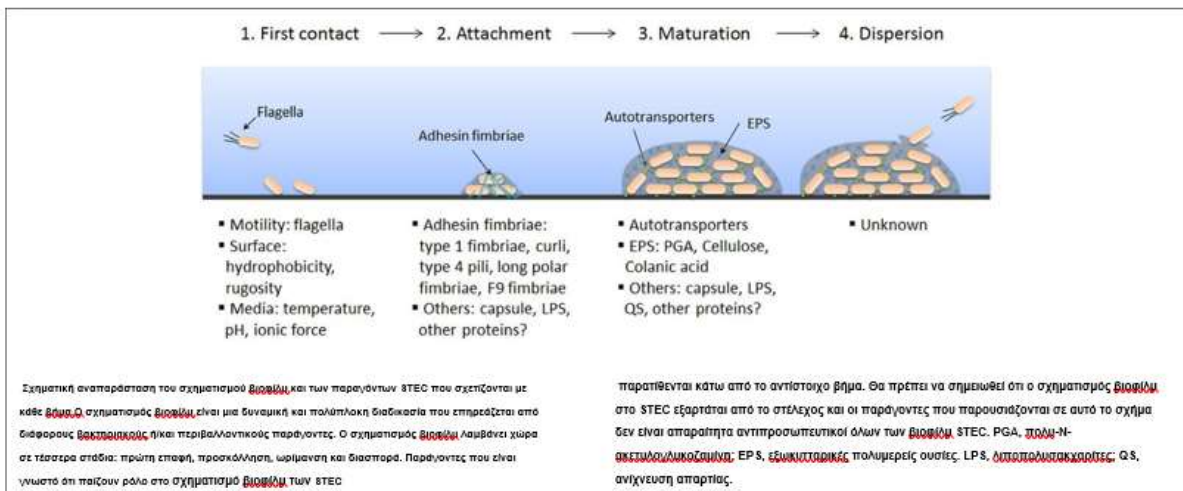 1. First contact → 2. Attachment → 3. Maturation → 4. Dispersion
Flagella
Adhesin fimbriae
Autotransporters
EPS
▪ Motility: flagella
▪ Surface:
hydrophobicity,
rugosity
▪ Media: temperature,
pH, ionic force
▪ Adhesin fimbriae:
type 1 fimbriae, curli,
type 4 pili, long polar
fimbriae, F9 fimbriae
▪ Others: capsule, LPS,
other proteins?
▪ Autotransporters
▪ EPS: PGA, Cellulose,
Colanic acid
▪ Others: capsule, LPS,
QS, other proteins?
▪ Unknown
Σχηματική αναπαράσταση του σχηματισμού βιοφίλμ και των παραγόντων STEC που σχετίζονται με
κάθε βήμα.Ο σχηματισμός βιοφίλμ είναι μια δυναμική και πολύπλοκη διαδικασία που επηρεάζεται από
διάφορους βακτηριακούς ή/και περιβαλλοντικούς παράγοντες. Ο σχηματισμός βιοφίλμ λαμβάνει χώρα
σε τέσσερα στάδια: πρώτη επαφή, προσκόλληση, ωρίμανση και διασπορά. Παράγοντες που είναι
γνωστό ότι παίζουν ρόλο στο σχηματισμό βιοφίλμ των STEC
παρατίθενται κάτω από το αντίστοιχο βήμα. Θα πρέπει να σημειωθεί ότι ο σχηματισμός βιοφίλμ
στο STEC εξαρτάται από το στέλεχος και οι παράγοντες που παρουσιάζονται σε αυτό το σχήμα
δεν είναι απαραίτητα αντιπροσωπευτικοί όλων των βιοφίλμ STEC. PGA, πολυ-Ν-
ακετυλογλυκοζαμίνη; EPS, εξωκυτταρικές πολυμερείς ουσίες. LPS, λιποπολυσακχαρίτες; QS,
ανίχνευση απαρτίας.